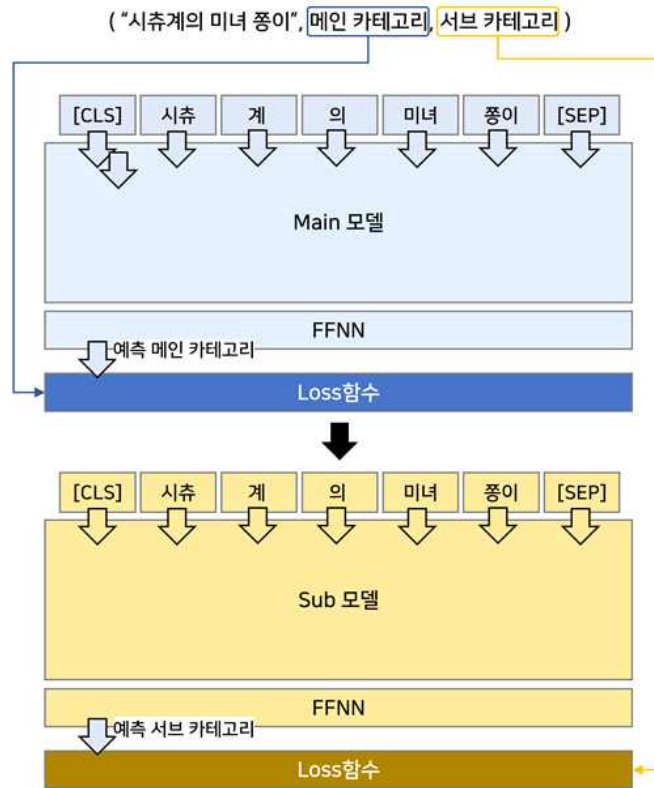 ( “시츄계의 미녀 쫑이”, 메인 카테고리, 서브 카테고리 )
[CLS] 시츄 계 의 미녀 쫑이 [SEP]
Main 모델
FFNN
예측 메인 카테고리
Loss함수
[CLS] 시츄 계 의 미녀 쫑이 [SEP]
Sub 모델
FFNN
예측 서브 카테고리
Loss함수